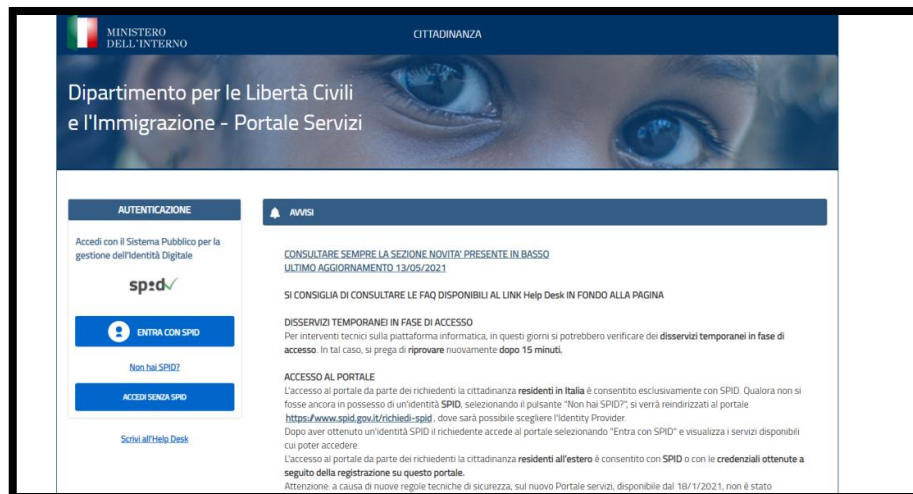 MINISTERO
DELL'INTERNO
CITTADINANZA
Dipartimento per le Libertà Civili
e l'Immigrazione - Portale Servizi
AUTENTICAZIONE
Accedi con il Sistema Pubblico per la
gestione dell'Identità Digitale
spid
ENTRA CON SPID
Non hai SPID?
ACCEDI SENZA SPID
Scrivi all'Help Desk
AVVISI
CONSULTARE SEMPRE LA SEZIONE NOVITA' PRESENTE IN BASSO
ULTIMO AGGIORNAMENTO 13/05/2021
SI CONSIGLIA DI CONSULTARE LE FAQ DISPONIBILI AL LINK Help Desk IN FONDO ALLA PAGINA
DISSERVIZI TEMPORANEI IN FASE DI ACCESSO
Per interventi tecnici sulla piattaforma informatica, in questi giorni si potrebbero verificare dei disservizi temporanei in fase di
accesso. In tal caso, si prega di riprovare nuovamente dopo 15 minuti.
ACCESSO AL PORTALE
L'accesso al portale da parte dei richiedenti la cittadinanza residenti in Italia è consentito esclusivamente con SPID. Qualora non si
fosse ancora in possesso di un'identità SPID, selezionando il pulsante "Non hai SPID?", si verrà reindirizzati al portale
https://www.spid.gov.it/richiedi-spid , dove sarà possibile scegliere l'Identity Provider.
Dopo aver ottenuto un'identità SPID il richiedente accede al portale selezionando "Entra con SPID" e visualizza i servizi disponibili
cui poter accedere.
L'accesso al portale da parte dei richiedenti la cittadinanza residenti all'estero è consentito con SPID o con le credenziali ottenute a
seguito della registrazione su questo portale.
Attenzione: a causa di nuove regole tecniche di sicurezza, sul nuovo Portale servizi, disponibile dal 18/1/2021, non è stato